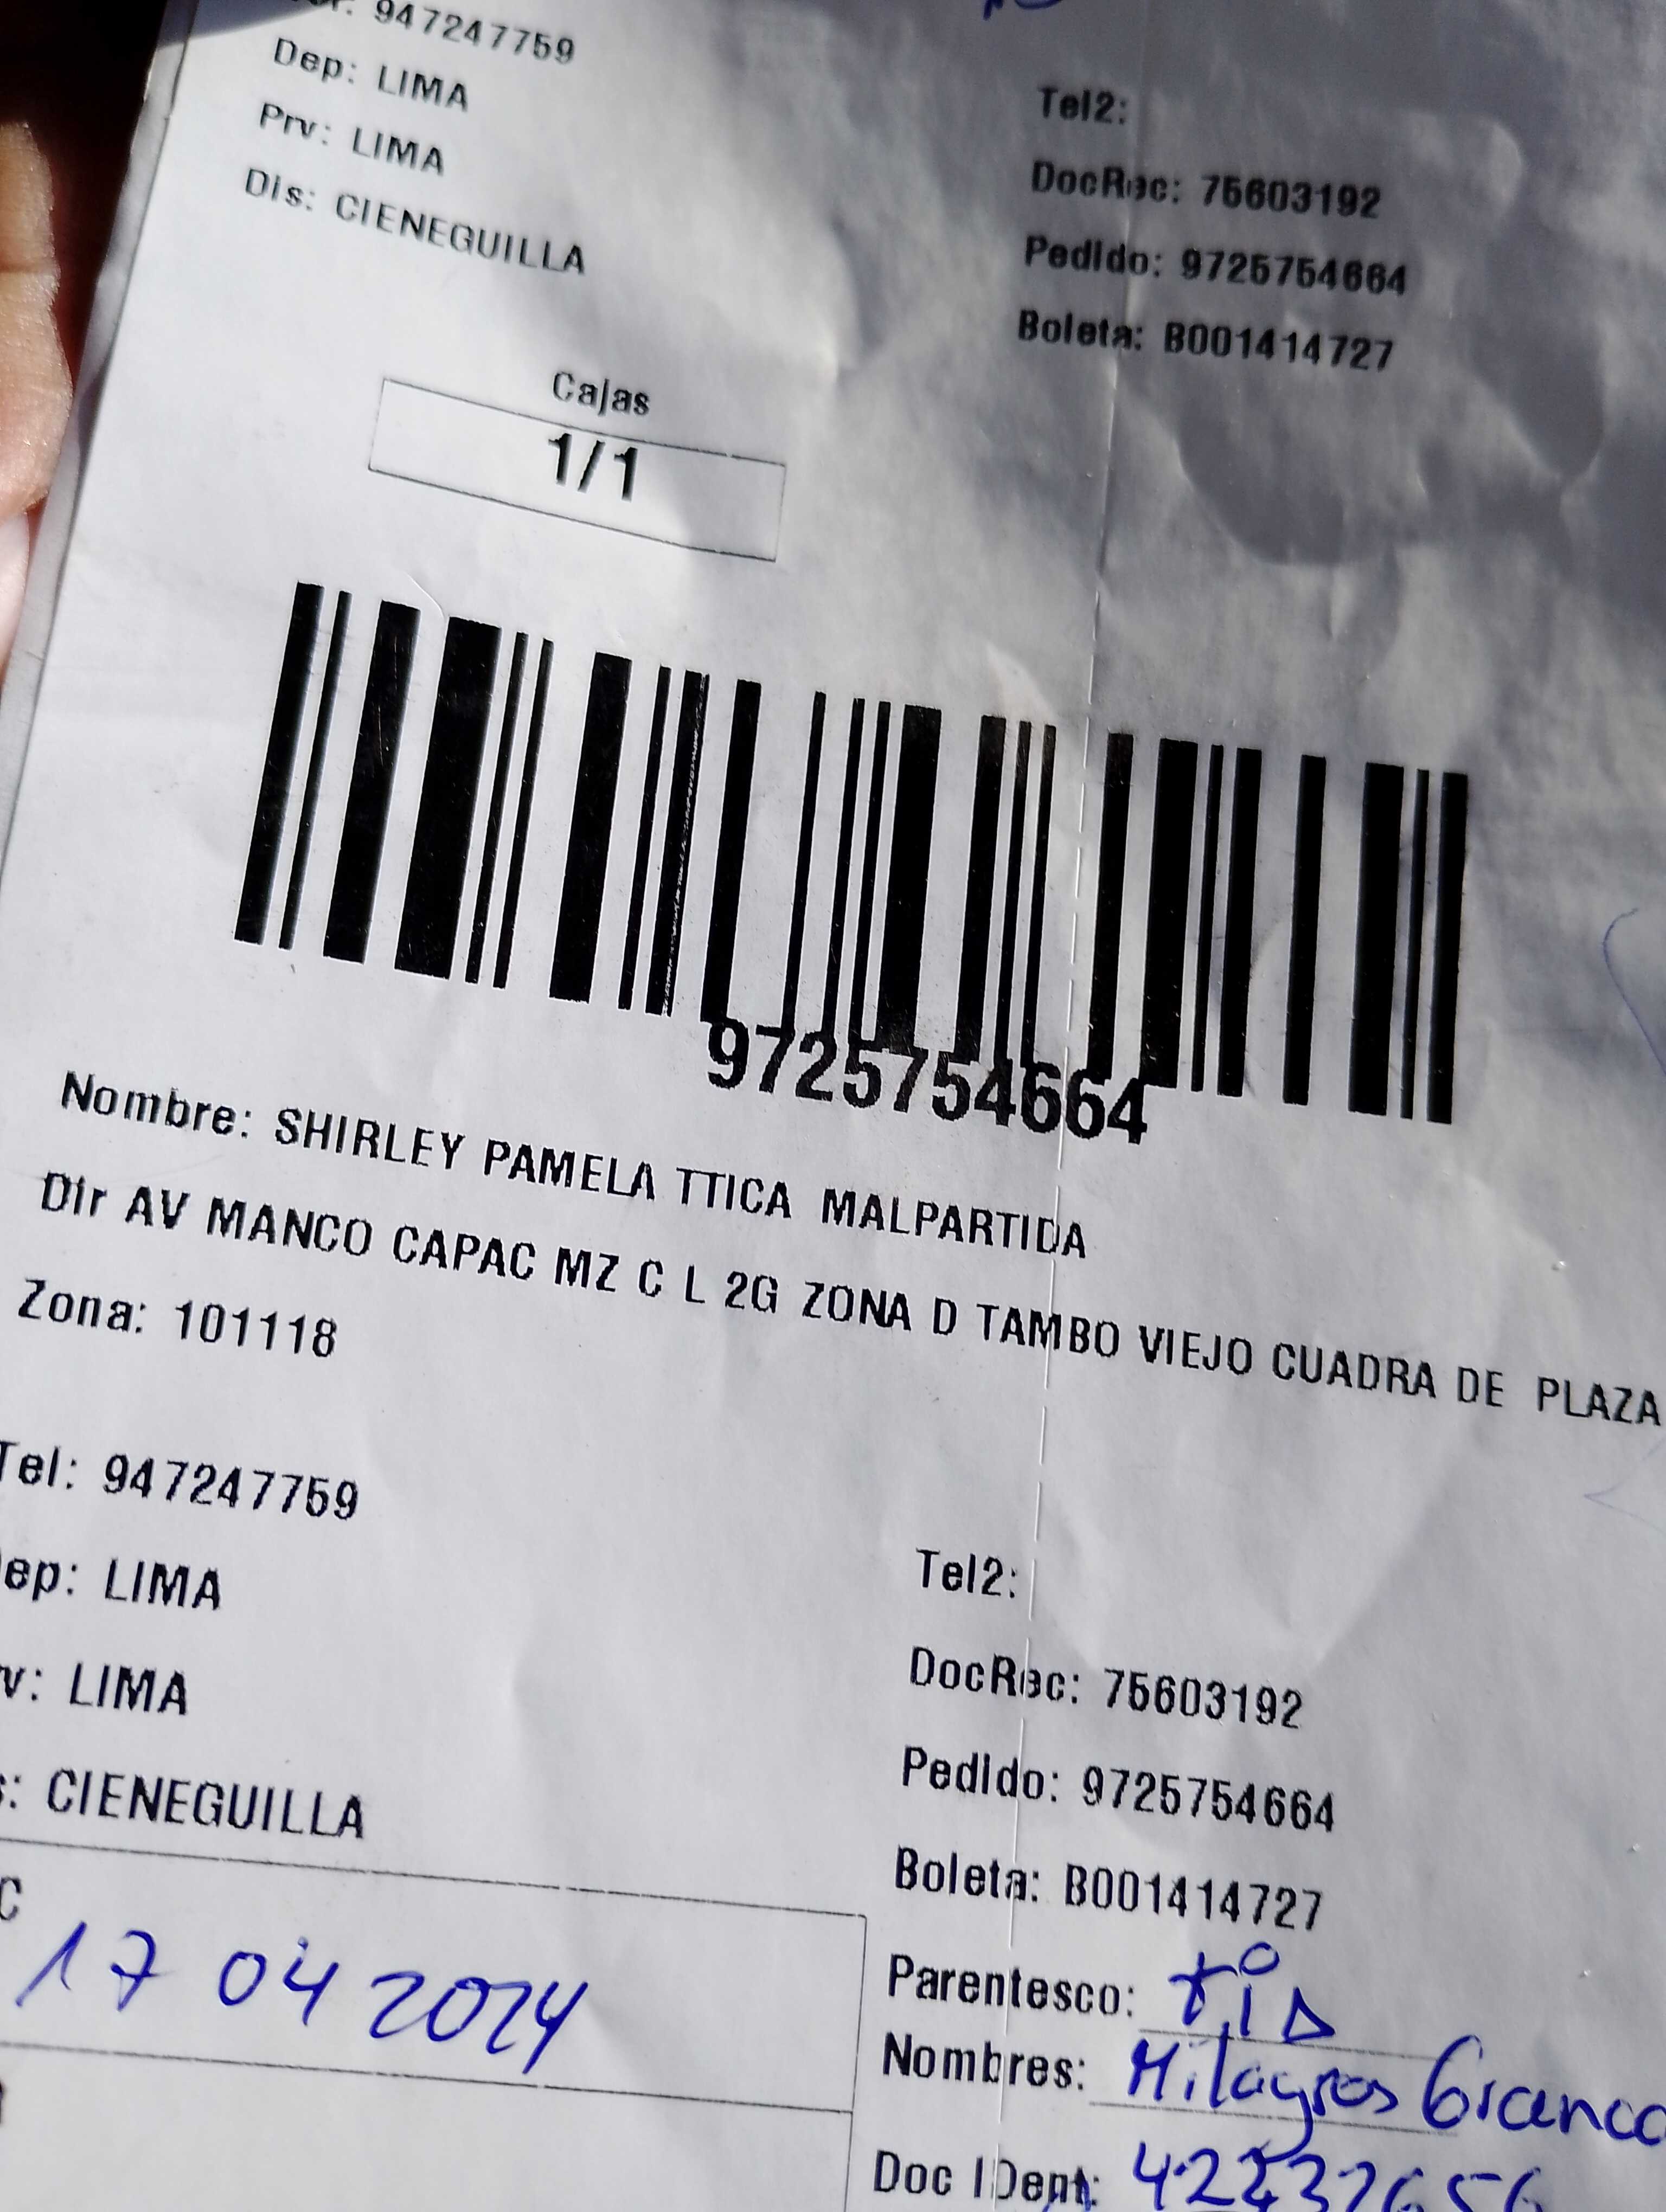 947247759
Dep: LIMA
Prv: LIMA
Dis: CIENEGUILLA
Tel2:
DocRec: 75603192
Pedido: 9725754664
Boleta: B001414727
Cajas
1/1
9725754664
Nombre: SHIRLEY PAMELA TTICA MALPARTIDA
Dir AV MANCO CAPAC MZ C L 2G ZONA D TAMBO VIEJO CUADRA DE PLAZA
Zona: 101118
Tel: 947247759
ep: LIMA
v: LIMA
s: CIENEGUILLA
Tel2:
DocRec: 75603192
Pedido: 9725754664
Boleta: B001414727
C
17 04 2024
Parentesco: tia
Nombres: Milagros
Doc IDent: